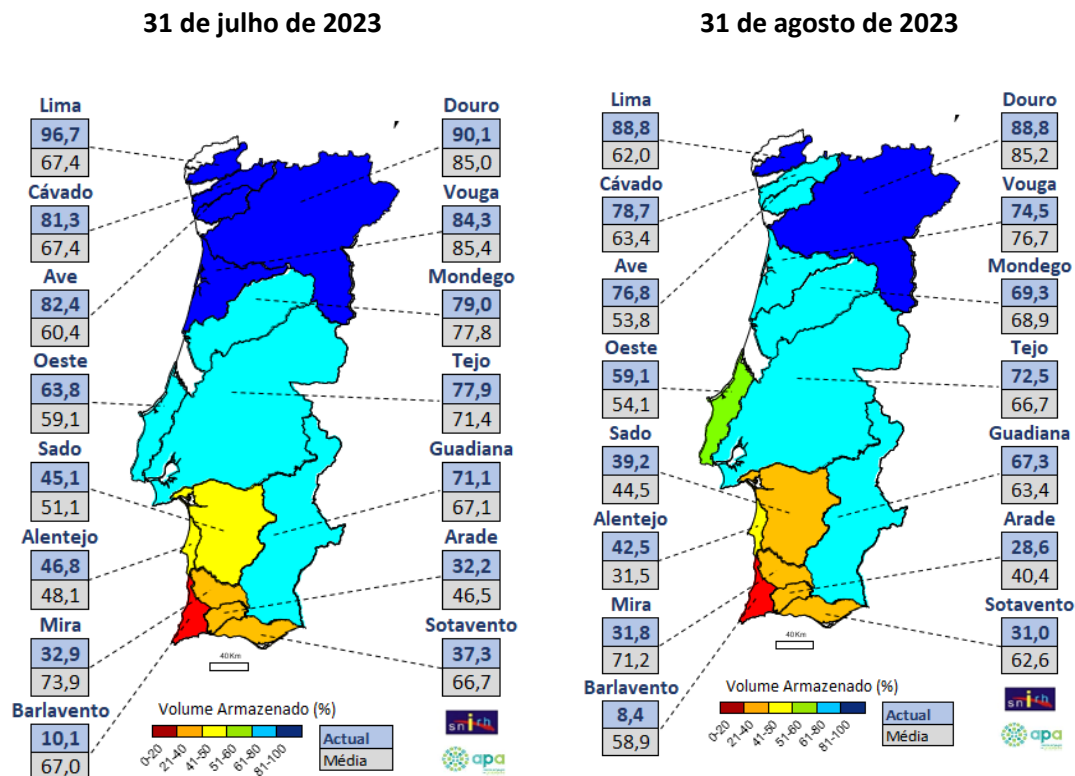 31 de julho de 2023
Lima
96,7
67,4
Cávado
81,3
67,4
Ave
82,4
60,4
Oeste
63,8
59,1
Sado
45,1
51,1
Alentejo
46,8
48,1
Mira
32,9
73,9
Barlavento
10,1
67,0
Douro
90,1
85,0
Vouga
84,3
85,4
Mondego
79,0
77,8
Tejo
77,9
71,4
Guadiana
71,1
67,1
Arade
32,2
46,5
Sotavento
37,3
66,7
40 Km
Volume Armazenado (%)
0-20
21-40
41-50
51-60
61-80
81-100
Actual
Média
snirh
apa
31 de agosto de 2023
Lima
88,8
62,0
Cávado
78,7
63,4
Ave
76,8
53,8
Oeste
59,1
54,1
Sado
39,2
44,5
Alentejo
42,5
31,5
Mira
31,8
71,2
Barlavento
8,4
58,9
Douro
88,8
85,2
Vouga
74,5
76,7
Mondego
69,3
68,9
Tejo
72,5
66,7
Guadiana
67,3
63,4
Arade
28,6
40,4
Sotavento
31,0
62,6
40 Km
Volume Armazenado (%)
0-20
21-40
41-50
51-60
61-80
81-100
Actual
Média
snirh
apa